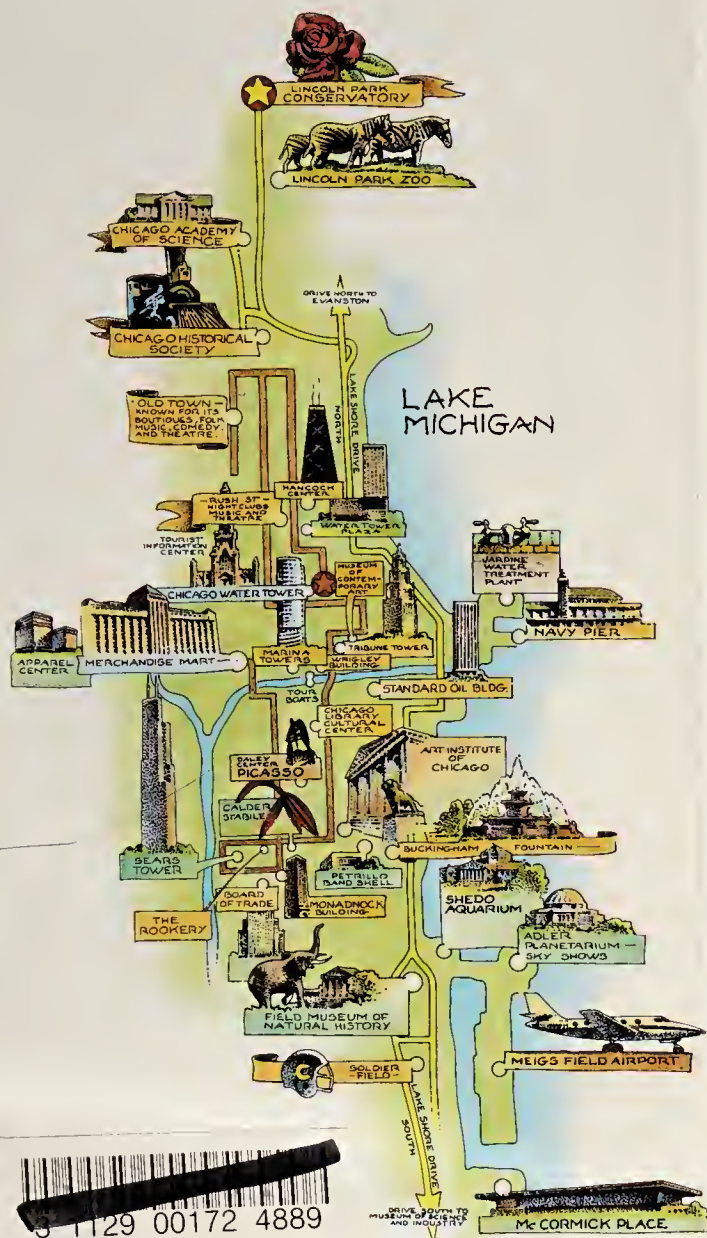 LINCOLN PARK
CONSERVATORY
LINCOLN PARK ZOO
CHICAGO ACADEMY
OF SCIENCE
CHICAGO HISTORICAL
SOCIETY
DRIVE NORTH TO
EVANSTON
LAKE SHORE DRIVE
NORTH
LAKE
MICHIGAN
OLD TOWN —
KNOWN FOR ITS
BOUTIQUES, FOLK
MUSIC, COMEDY
AND THEATRE.
HANCOCK
CENTER
— RUSH ST —
NIGHTCLUBS
MUSIC AND
THEATRE
WATER TOWER
PLAZA
TOURIST
INFORMATION
CENTER
CHICAGO WATER TOWER
MUSEUM
OF
CONTEM-
PORARY
ART
JARDINE
WATER
TREATMENT
PLANT
NAVY PIER
APPAREL
CENTER
MERCHANDISE MART
MARINA
TOWERS
WRIGLEY
BUILDING
TRIBUNE TOWER
STANDARD OIL BLDG.
TOUR
BOATS
CHICAGO
LIBRARY
CULTURAL
CENTER
DALEY
CENTER
PICASSO
ART INSTITUTE
OF
CHICAGO
CALDER
STABILE
BUCKINGHAM FOUNTAIN
SEARS
TOWER
PETRILLO
BAND SHELL
BOARD
OF TRADE
MONADNOCK
BUILDING
THE
ROOKERY
SHEDD
AQUARIUM
ADLER
PLANETARIUM —
SKY SHOWS
FIELD MUSEUM OF
NATURAL HISTORY
MEIGS FIELD AIRPORT
SOLDIER
- FIELD -
LAKE SHORE DRIVE
SOUTH
DRIVE SOUTH TO
MUSEUM OF SCIENCE
AND INDUSTRY
McCORMICK PLACE
3 1129 00172 4889